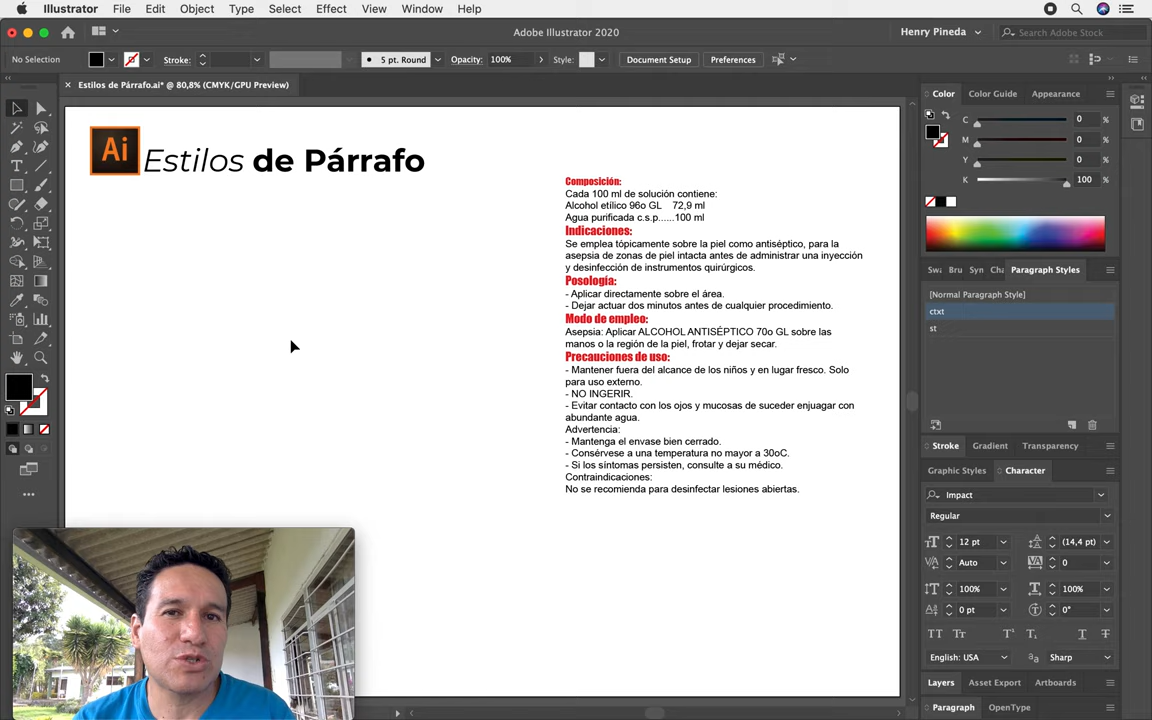 Illustrator File Edit Object Type Select Effect View Window Help
Adobe Illustrator 2020
Henry Pineda
Search Adobe Stock
No Selection
Stroke:
5 pt. Round
Opacity: 100%
Style:
Document Setup
Preferences
Estilos de Párrafo.ai* @ 80,8% (CMYK/GPU Preview)
Ai Estilos de Párrafo
Composición:
Cada 100 ml de solución contiene:
Alcohol etílico 96o GL 72,9 ml
Agua purificada c.s.p......100 ml
Indicaciones:
Se emplea tópicamente sobre la piel como antiséptico, para la
asepsia de zonas de piel intacta antes de administrar una inyección
y desinfección de instrumentos quirúrgicos.
Posología:
- Aplicar directamente sobre el área.
- Dejar actuar dos minutos antes de cualquier procedimiento.
Modo de empleo:
Asepsia: Aplicar ALCOHOL ANTISÉPTICO 70o GL sobre las
manos o la región de la piel, frotar y dejar secar.
Precauciones de uso:
- Mantener fuera del alcance de los niños y en lugar fresco. Solo
para uso externo.
- NO INGERIR.
- Evitar contacto con los ojos y mucosas de suceder enjuagar con
abundante agua.
Advertencia:
- Mantenga el envase bien cerrado.
- Consérvese a una temperatura no mayor a 30oC.
- Si los síntomas persisten, consulte a su médico.
Contraindicaciones:
No se recomienda para desinfectar lesiones abiertas.
Color Color Guide Appearance
C 0 %
M 0 %
Y 0 %
K 100 %
Swa Bru Syn Cha Paragraph Styles
[Normal Paragraph Style]
ctxt
st
Stroke Gradient Transparency
Graphic Styles Character
Impact
Regular
12 pt (14,4 pt)
Auto 0
100% 100%
0 pt 0°
English: USA Sharp
Layers Asset Export Artboards
Paragraph OpenType